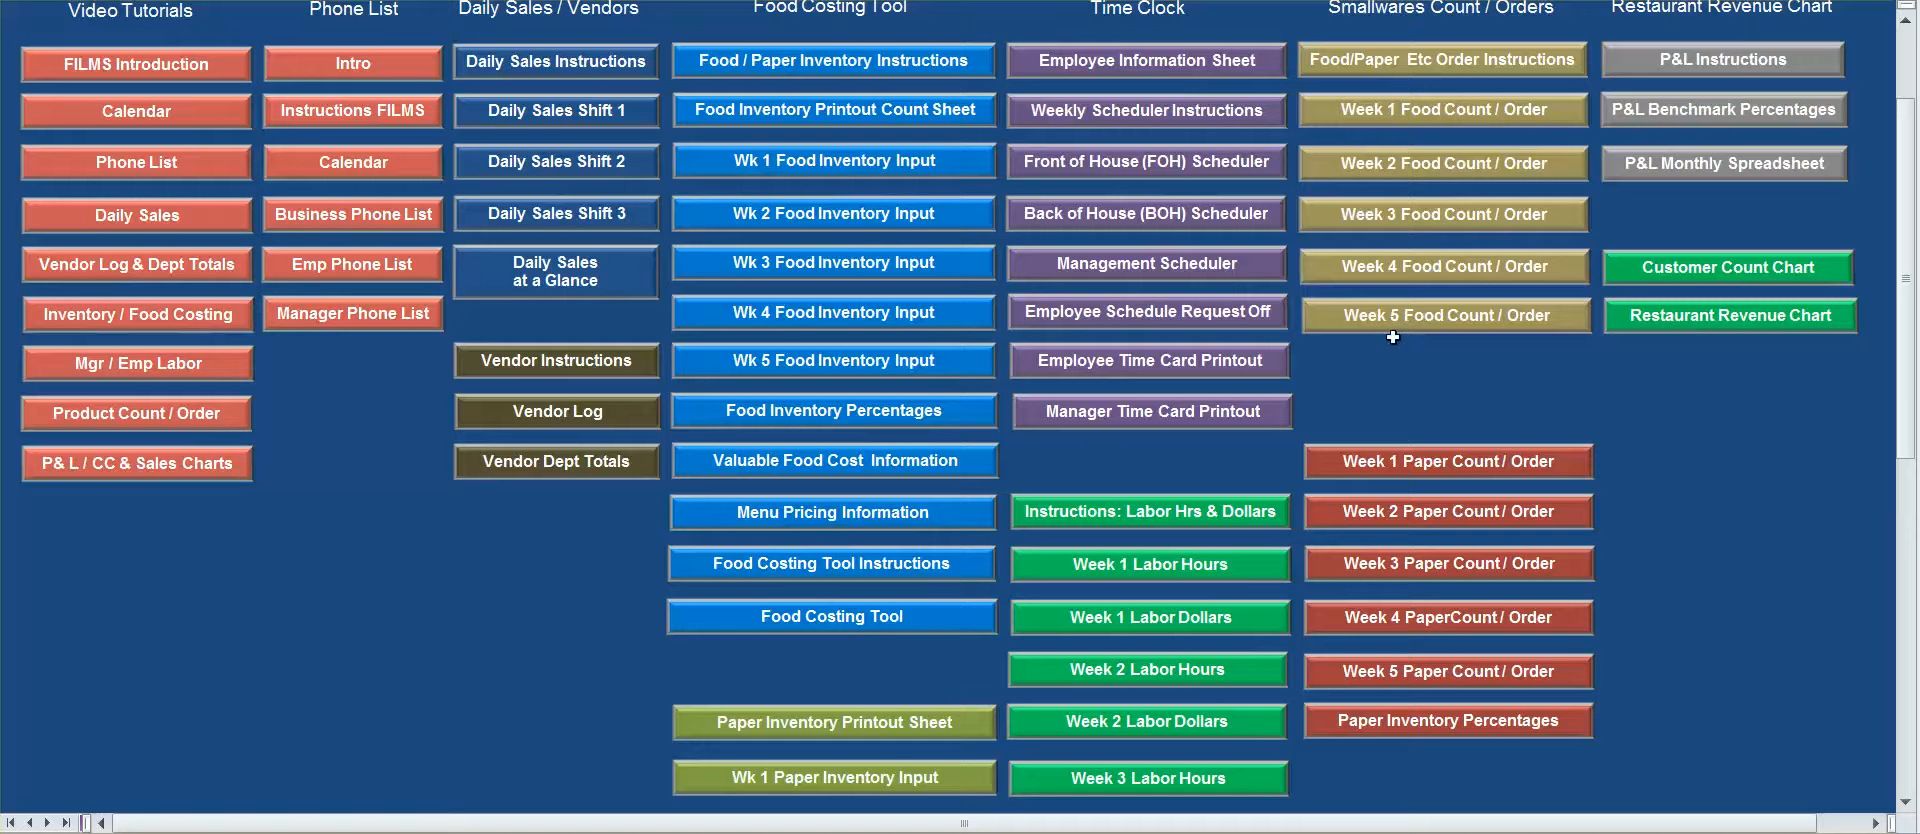 Video Tutorials
Phone List
Daily Sales / Vendors
Food Costing Tool
Time Clock
Smallwares Count / Orders
Restaurant Revenue Chart
FILMS Introduction
Calendar
Phone List
Daily Sales
Vendor Log & Dept Totals
Inventory / Food Costing
Mgr / Emp Labor
Product Count / Order
P& L / CC & Sales Charts
Intro
Instructions FILMS
Calendar
Business Phone List
Emp Phone List
Manager Phone List
Daily Sales Instructions
Daily Sales Shift 1
Daily Sales Shift 2
Daily Sales Shift 3
Daily Sales
at a Glance
Vendor Instructions
Vendor Log
Vendor Dept Totals
Food / Paper Inventory Instructions
Food Inventory Printout Count Sheet
Wk 1 Food Inventory Input
Wk 2 Food Inventory Input
Wk 3 Food Inventory Input
Wk 4 Food Inventory Input
Wk 5 Food Inventory Input
Food Inventory Percentages
Valuable Food Cost Information
Menu Pricing Information
Food Costing Tool Instructions
Food Costing Tool
Paper Inventory Printout Sheet
Wk 1 Paper Inventory Input
Employee Information Sheet
Weekly Scheduler Instructions
Front of House (FOH) Scheduler
Back of House (BOH) Scheduler
Management Scheduler
Employee Schedule Request Off
Employee Time Card Printout
Manager Time Card Printout
Instructions: Labor Hrs & Dollars
Week 1 Labor Hours
Week 1 Labor Dollars
Week 2 Labor Hours
Week 2 Labor Dollars
Week 3 Labor Hours
Food/Paper Etc Order Instructions
Week 1 Food Count / Order
Week 2 Food Count / Order
Week 3 Food Count / Order
Week 4 Food Count / Order
Week 5 Food Count / Order
Week 1 Paper Count / Order
Week 2 Paper Count / Order
Week 3 Paper Count / Order
Week 4 PaperCount / Order
Week 5 Paper Count / Order
Paper Inventory Percentages
P&L Instructions
P&L Benchmark Percentages
P&L Monthly Spreadsheet
Customer Count Chart
Restaurant Revenue Chart